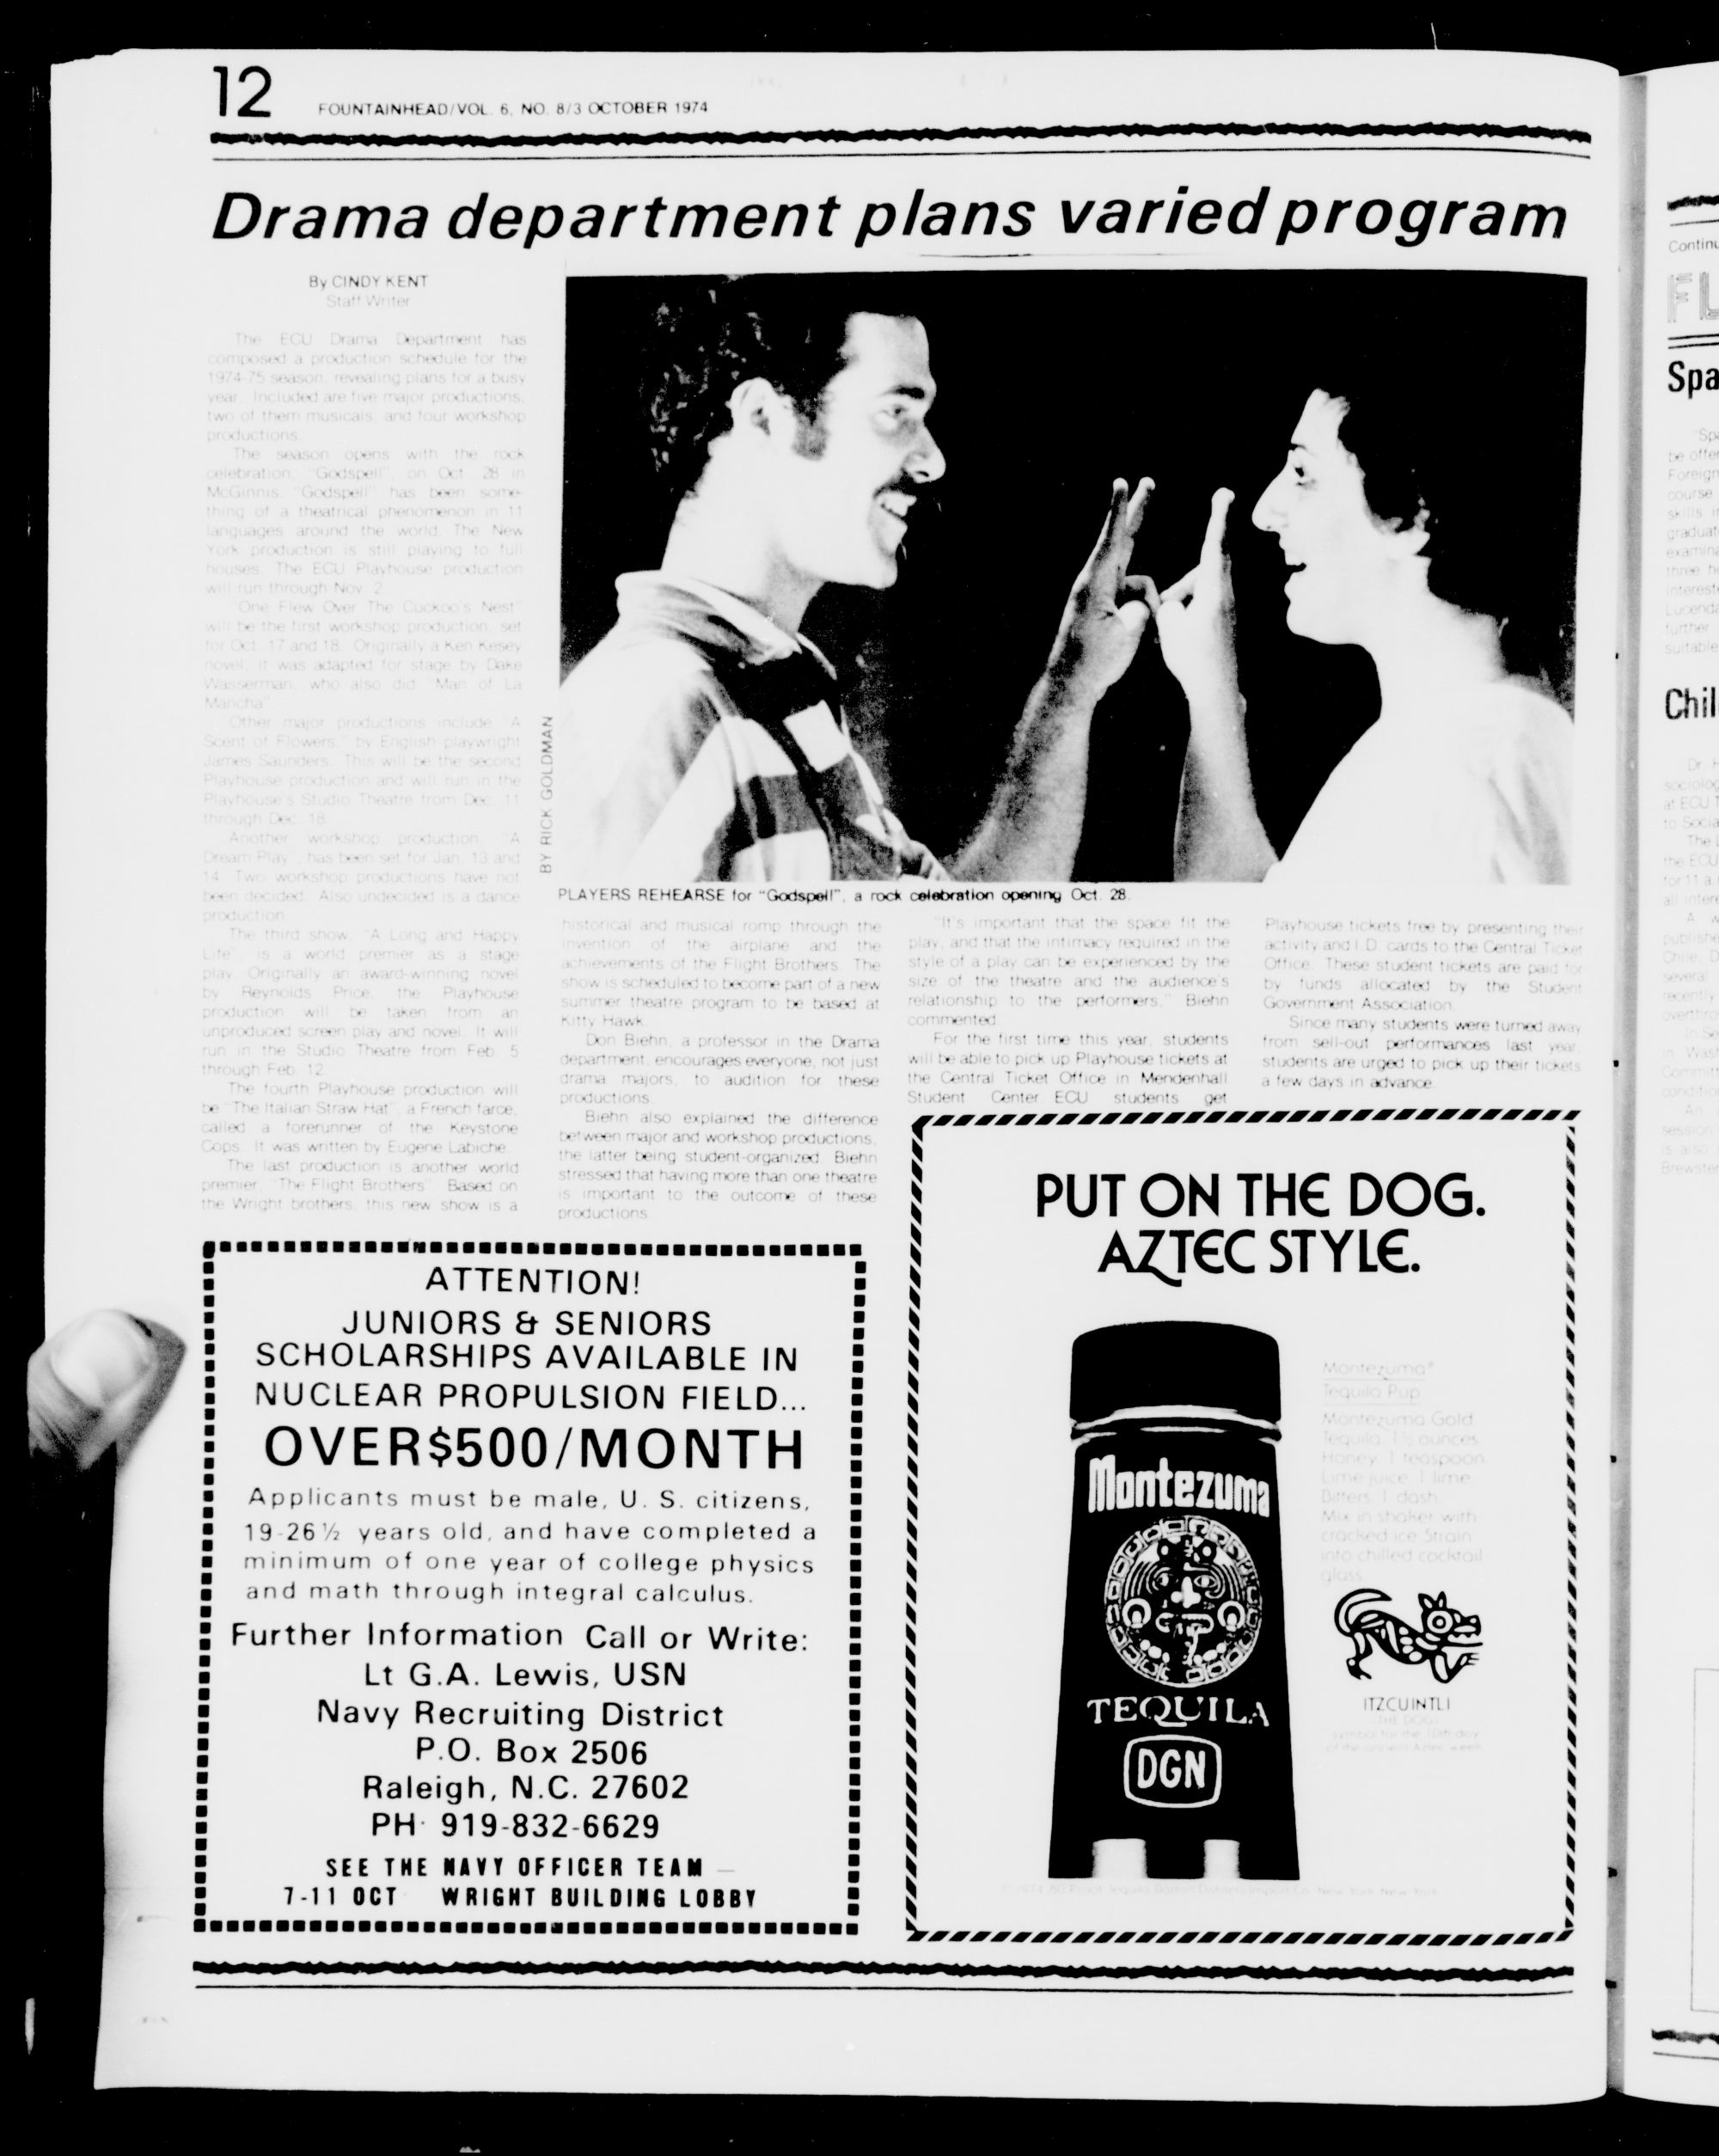 12
FOUNTAINHEAD/VOL. 6, NO. 8/3 OCTOBER 1974
Drama department plans varied program
By CINDY KENT
Staff Writer
The ECU Drama Department has
composed a production schedule for the
1974-75 season, revealing plans for a busy
year. Included are five major productions,
two of them musicals, and four workshop
productions.
The season opens with the rock
celebration, "Godspell", on Oct. 28 in
McGinnis. "Godspell" has been some-
thing of a theatrical phenomenon in 11
languages around the world. The New
York production is still playing to full
houses. The ECU Playhouse production
will run through Nov. 2.
"One Flew Over The Cuckoo's Nest"
will be the first workshop production, set
for Oct. 17 and 18. Originally a Ken Kesey
novel, it was adapted for stage by Dake
Wasserman, who also did "Man of La
Mancha"
Other major productions include "A
Scent of Flowers," by English playwright
James Saunders. This will be the second
Playhouse production and will run in the
Playhouse's Studio Theatre from Dec. 11
through Dec. 18.
Another workshop production, "A
Dream Play", has been set for Jan. 13 and
14. Two workshop productions have not
been decided. Also undecided is a dance
production.
The third show, "A Long and Happy
Life", is a world premier as a stage
play. Originally an award-winning novel
by Reynolds Price, the Playhouse
production will be taken from an
unproduced screen play and novel. It will
run in the Studio Theatre from Feb. 5
through Feb. 12.
The fourth Playhouse production will
be "The Italian Straw Hat", a French farce,
called a forerunner of the Keystone
Cops. It was written by Eugene Labiche.
The last production is another world
premier, "The Flight Brothers". Based on
the Wright brothers, this new show is a
BY RICK GOLDMAN
PLAYERS REHEARSE for "Godspell", a rock celebration opening Oct. 28.
historical and musical romp through the
invention of the airplane and the
achievements of the Flight Brothers. The
show is scheduled to become part of a new
summer theatre program to be based at
Kitty Hawk.
Don Biehn, a professor in the Drama
department, encourages everyone, not just
drama majors, to audition for these
productions.
Biehn also explained the difference
between major and workshop productions,
the latter being student-organized. Biehn
stressed that having more than one theatre
is important to the outcome of these
productions.
"It's important that the space fit the
play, and that the intimacy required in the
style of a play can be experienced by the
size of the theatre and the audience's
relationship to the performers," Biehn
commented.
For the first time this year, students
will be able to pick up Playhouse tickets at
the Central Ticket Office in Mendenhall
Student Center ECU students get
Playhouse tickets free by presenting their
activity and I.D. cards to the Central Ticket
Office. These student tickets are paid for
by funds allocated by the Student
Government Association.
Since many students were turned away
from sell-out performances last year,
students are urged to pick up their tickets
a few days in advance.
ATTENTION!
JUNIORS & SENIORS
SCHOLARSHIPS AVAILABLE IN
NUCLEAR PROPULSION FIELD...
OVER$500/MONTH
Applicants must be male, U. S. citizens,
19-26½ years old, and have completed a
minimum of one year of college physics
and math through integral calculus.
Further Information Call or Write:
Lt G.A. Lewis, USN
Navy Recruiting District
P.O. Box 2506
Raleigh, N.C. 27602
PH· 919-832-6629
SEE THE NAVY OFFICER TEAM —
7-11 OCT WRIGHT BUILDING LOBBY
PUT ON THE DOG.
AZTEC STYLE.
Montezuma
TEQUILA
DGN
Montezuma®
Tequila Pup
Montezuma Gold
Tequila, 1½ ounces
Honey, 1 teaspoon
Lime juice, 1 lime
Bitters, 1 dash
Mix in shaker with
cracked ice. Strain
into chilled cocktail
glass.
ITZCUINTLI
THE DOG
symbol for the 10th day
of the ancient Aztec week
Continu
FL
Spa
Chil